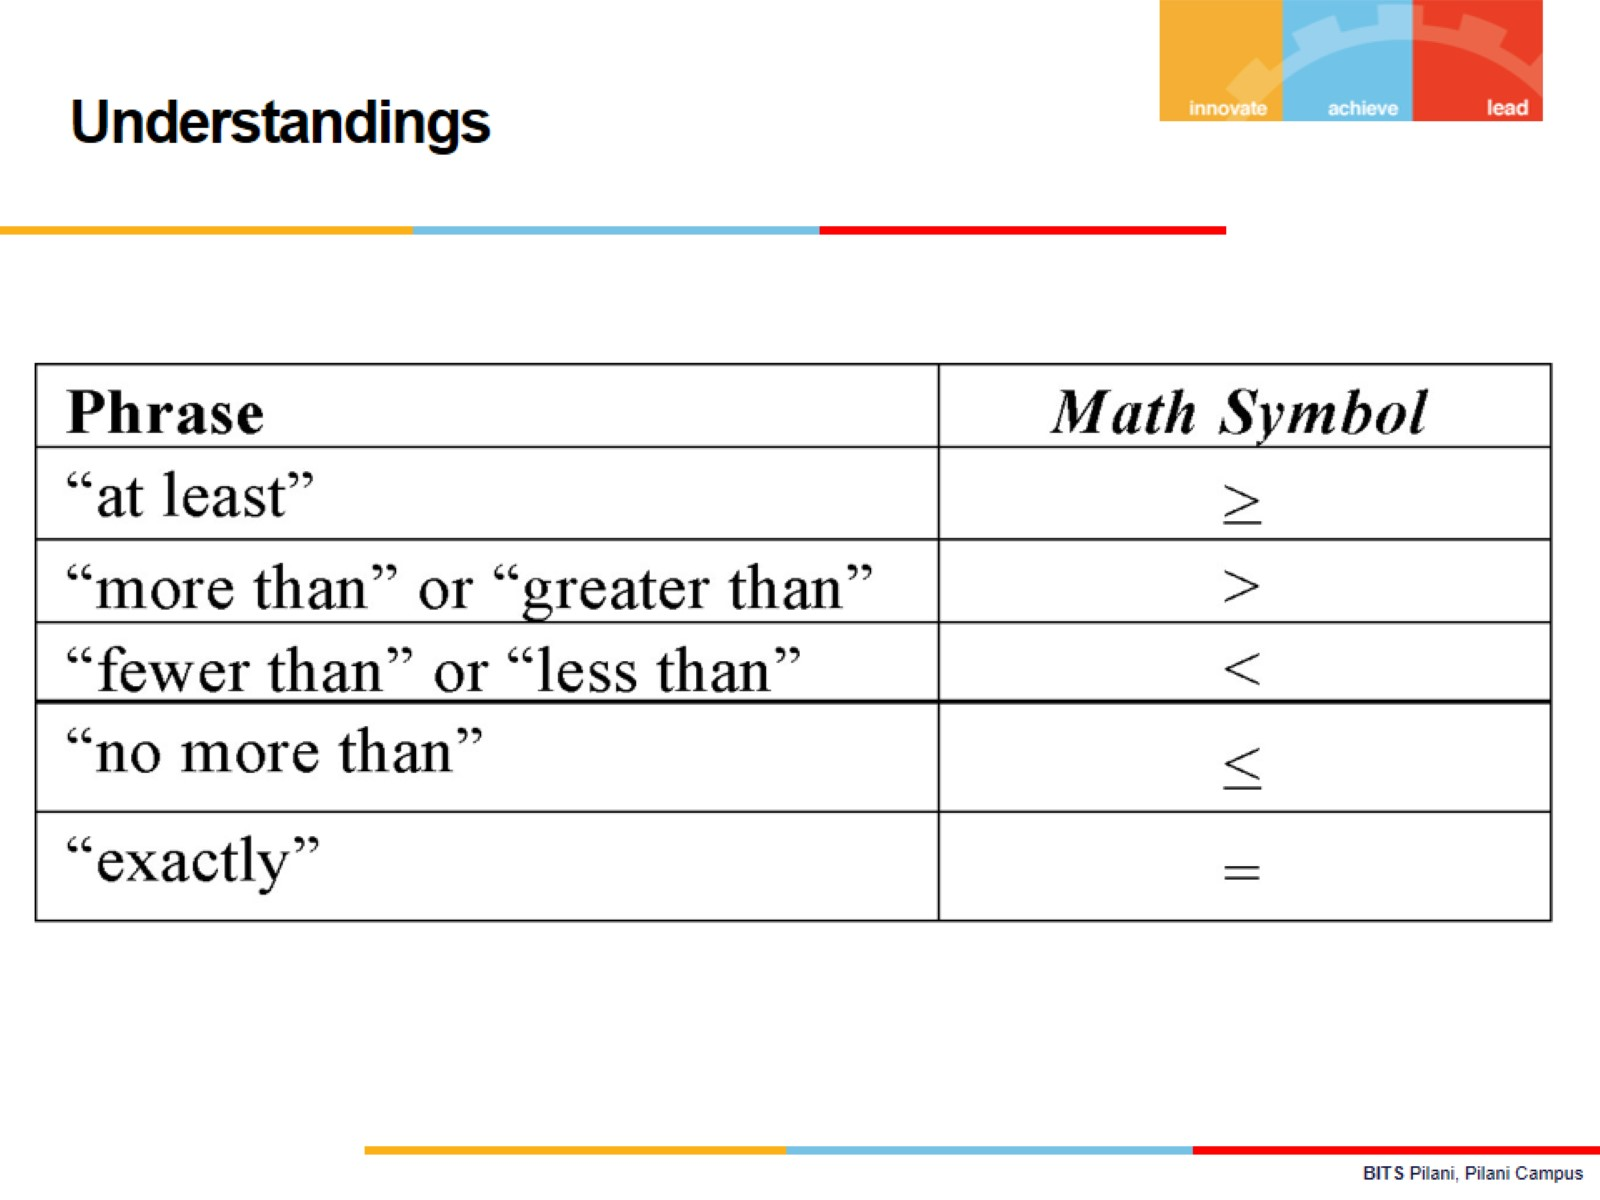 innovate achieve lead
Understandings
Phrase Math Symbol
“at least” ≥
“more than” or “greater than” >
“fewer than” or “less than” <
“no more than” ≤
“exactly” =
BITS Pilani, Pilani Campus